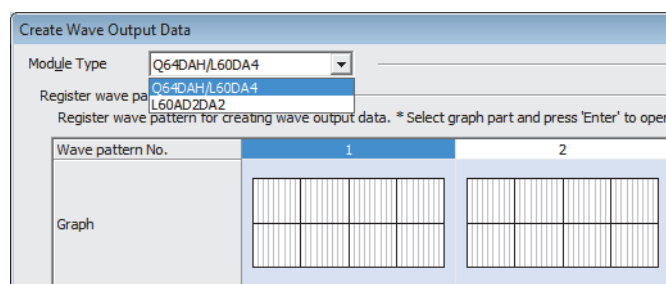 Create Wave Output Data
Module Type Q64DAH/L60DA4
Q64DAH/L60DA4
Register wave pa
L60AD2DA2
Register wave pattern for creating wave output data. * Select graph part and press 'Enter' to oper
Wave pattern No. 1 2
Graph